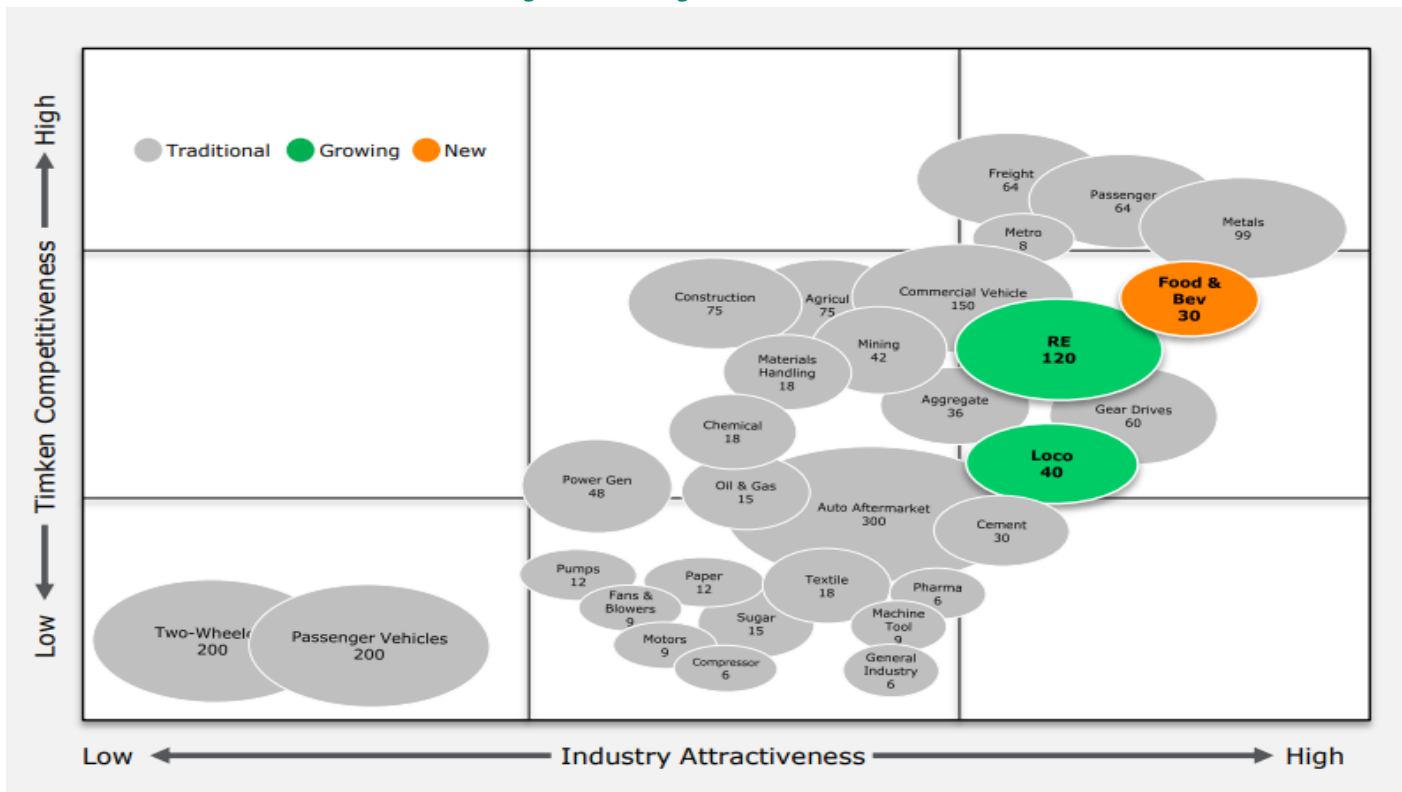 High
Timken Competitiveness
Low
Traditional
Growing
New
Freight
64
Passenger
64
Metals
99
Metro
8
Construction
75
Agricul
75
Commercial Vehicle
150
Food &
Bev
30
Mining
42
RE
120
Materials
Handling
18
Aggregate
36
Gear Drives
60
Chemical
18
Loco
40
Power Gen
48
Oil & Gas
15
Auto Aftermarket
300
Cement
30
Pumps
12
Paper
12
Textile
18
Pharma
6
Fans &
Blowers
9
Sugar
15
Machine
Tool
9
Two-Wheele
200
Passenger Vehicles
200
Motors
9
Compressor
6
General
Industry
6
Low
Industry Attractiveness
High